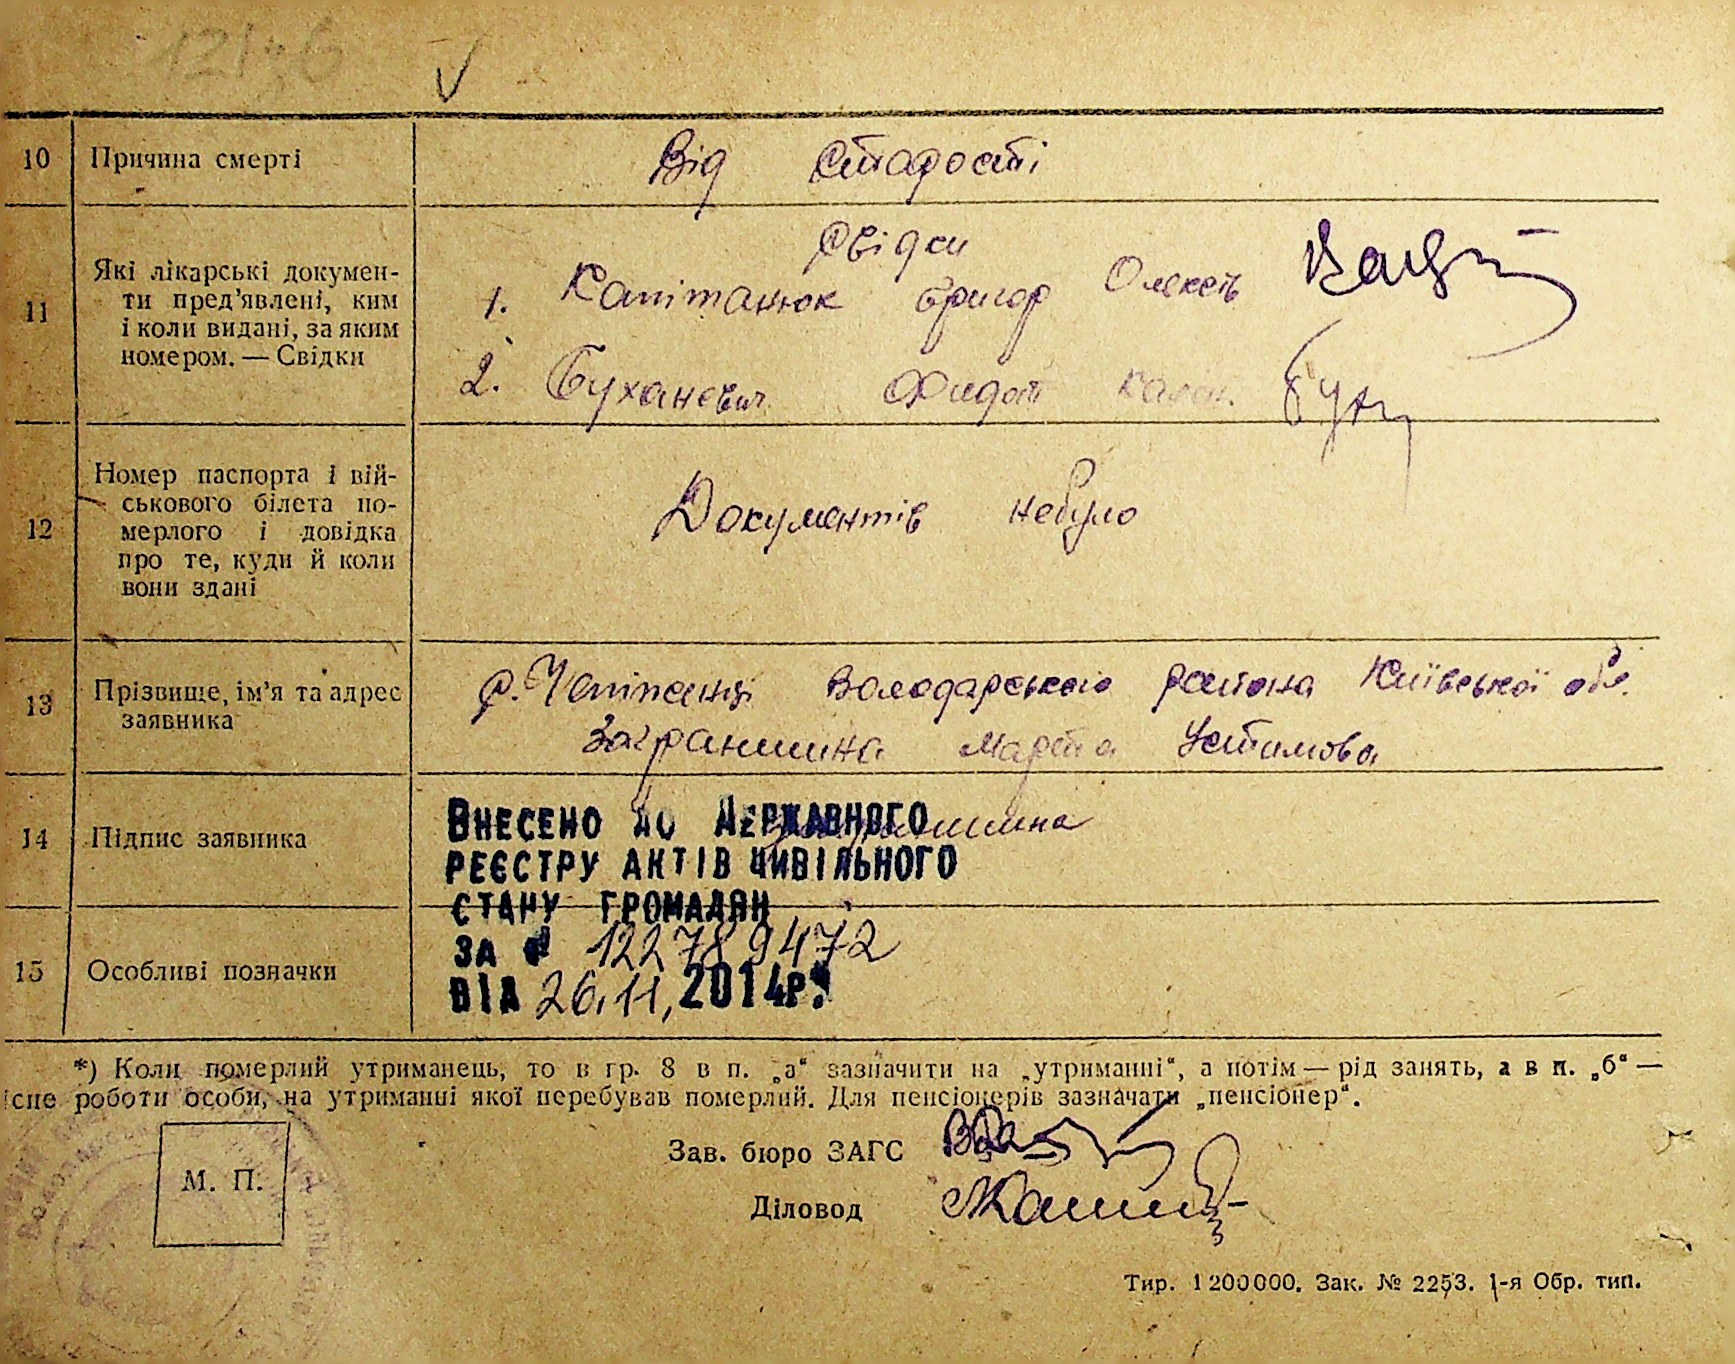 10 Причина смерті Від старості
11 Які лікарські докумен-
ти пред'явлені, ким
і коли видані, за яким
номером. — Свідки
Свідки
1. Капітанюк Григор Олексів
2. Буханевич Федот
12 Номер паспорта і вій-
ськового білета по-
мерлого і довідка
про те, куди й коли
вони здані
Документів небуло
13 Прізвище, ім'я та адрес
заявника
с. Володарського района Київської обл.
Загранишина Марта Устимова
14 Підпис заявника
Внесено до Державного
реєстру актів цивільного
стану громадян
за № 122789472
від 26.11.2014р.
15 Особливі позначки
*) Коли померлий утриманець, то в гр. 8 в п. „а“ зазначити на „утриманні“, а потім — рід занять, а в п. „б“ —
існе роботи особи, на утриманні якої перебував померлий. Для пенсіонерів зазначати „пенсіонер“.
Зав. бюро ЗАГС
М. П.
Діловод
Тир. 1200000. Зак. № 2253. 1-я Обр. тип.